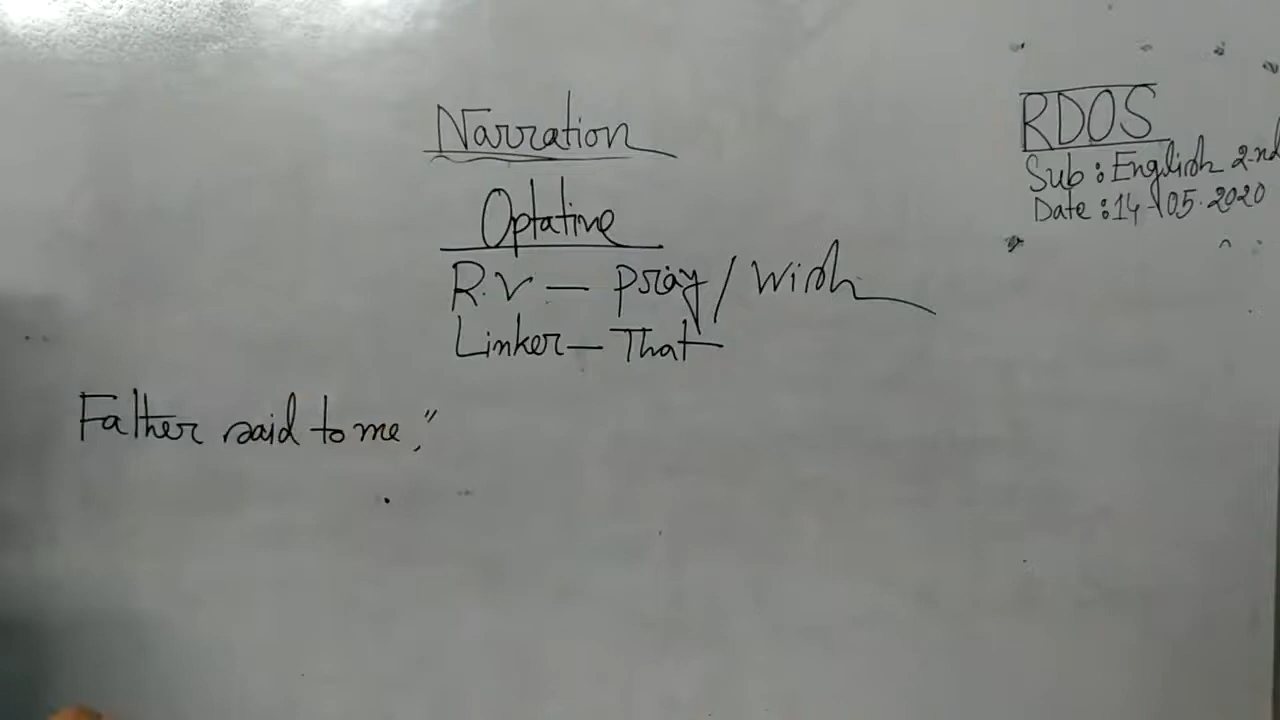 Narration
Optative
R.V — pray / Wish
Linker — That
Father said to me, "
RDOS
Sub : English 2nd
Date : 14-05-2020